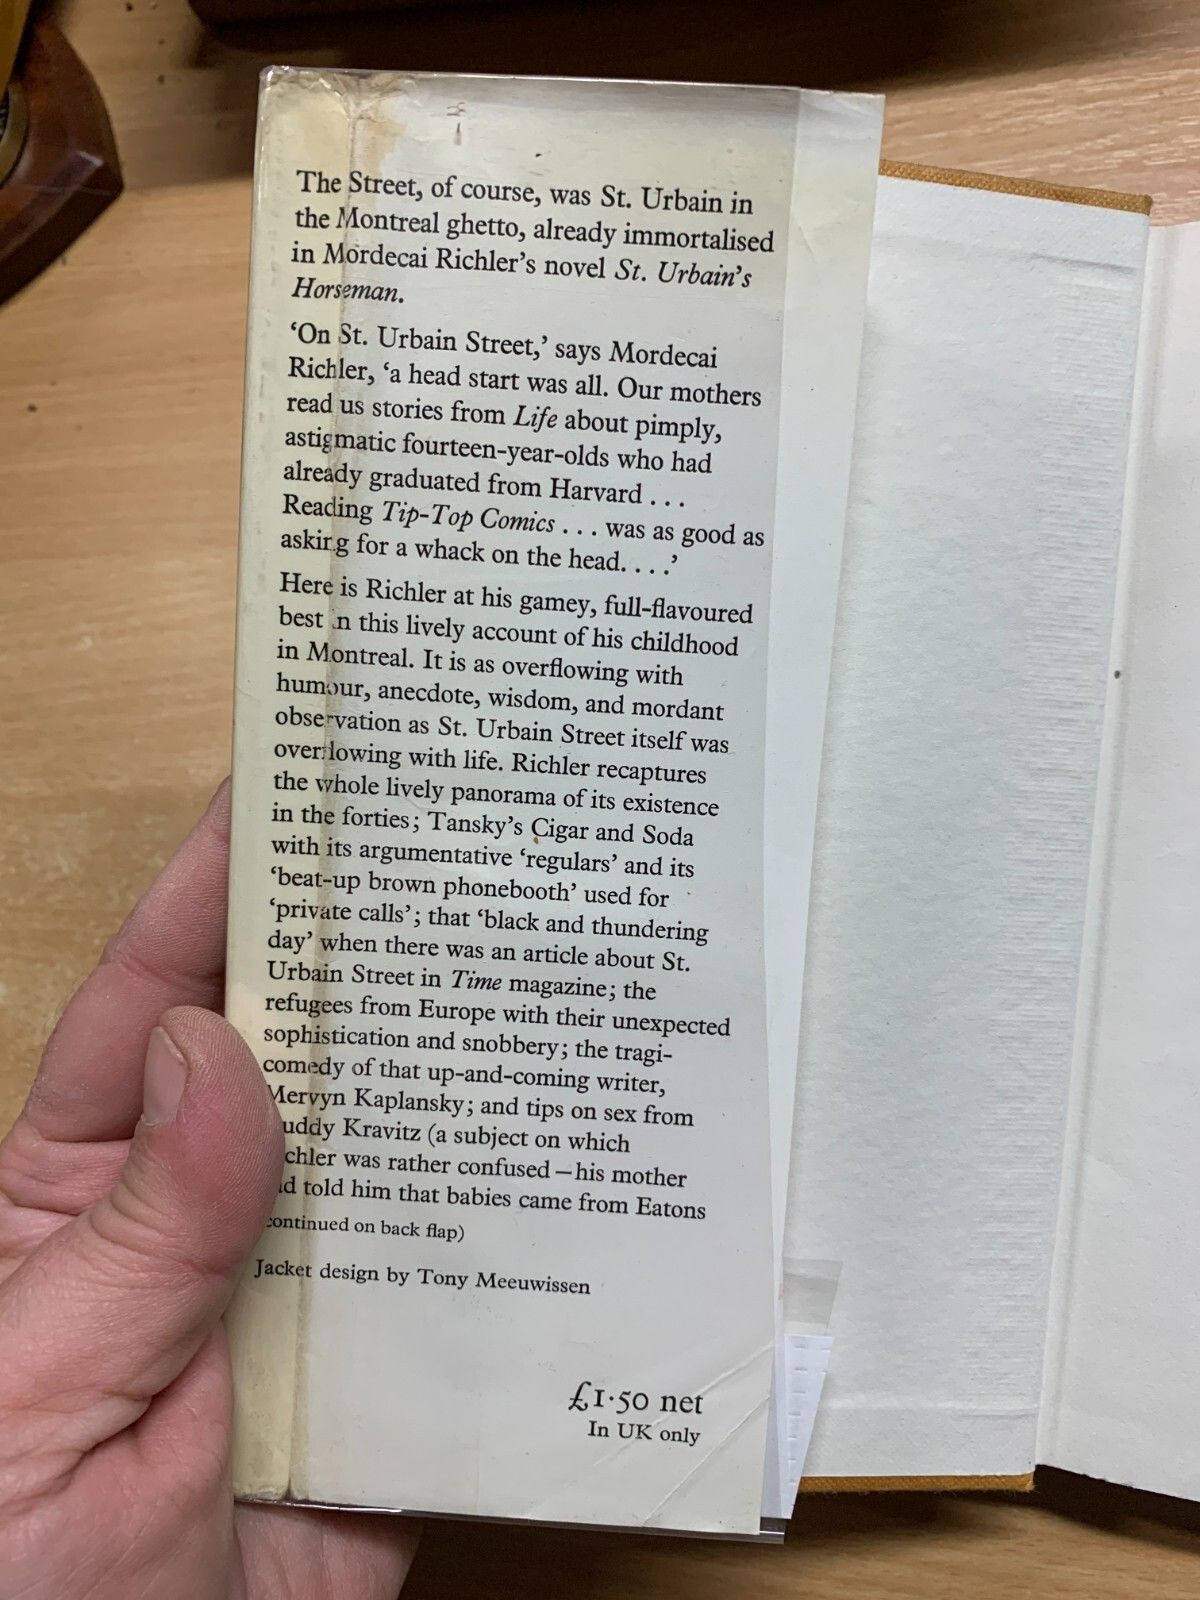 The Street, of course, was St. Urbain in
the Montreal ghetto, already immortalised
in Mordecai Richler's novel St. Urbain's
Horseman.
‘On St. Urbain Street,’ says Mordecai
Richler, ‘a head start was all. Our mothers
read us stories from Life about pimply,
astigmatic fourteen-year-olds who had
already graduated from Harvard . . .
Reading Tip-Top Comics . . . was as good as
asking for a whack on the head. . . .’
Here is Richler at his gamey, full-flavoured
best in this lively account of his childhood
in Montreal. It is as overflowing with
humour, anecdote, wisdom, and mordant
observation as St. Urbain Street itself was
overflowing with life. Richler recaptures
the whole lively panorama of its existence
in the forties; Tansky's Cigar and Soda
with its argumentative ‘regulars’ and its
‘beat-up brown phonebooth’ used for
‘private calls’; that ‘black and thundering
day’ when there was an article about St.
Urbain Street in Time magazine; the
refugees from Europe with their unexpected
sophistication and snobbery; the tragi-
comedy of that up-and-coming writer,
Mervyn Kaplansky; and tips on sex from
uddy Kravitz (a subject on which
chler was rather confused—his mother
d told him that babies came from Eatons
continued on back flap)
Jacket design by Tony Meeuwissen
£1·50 net
In UK only